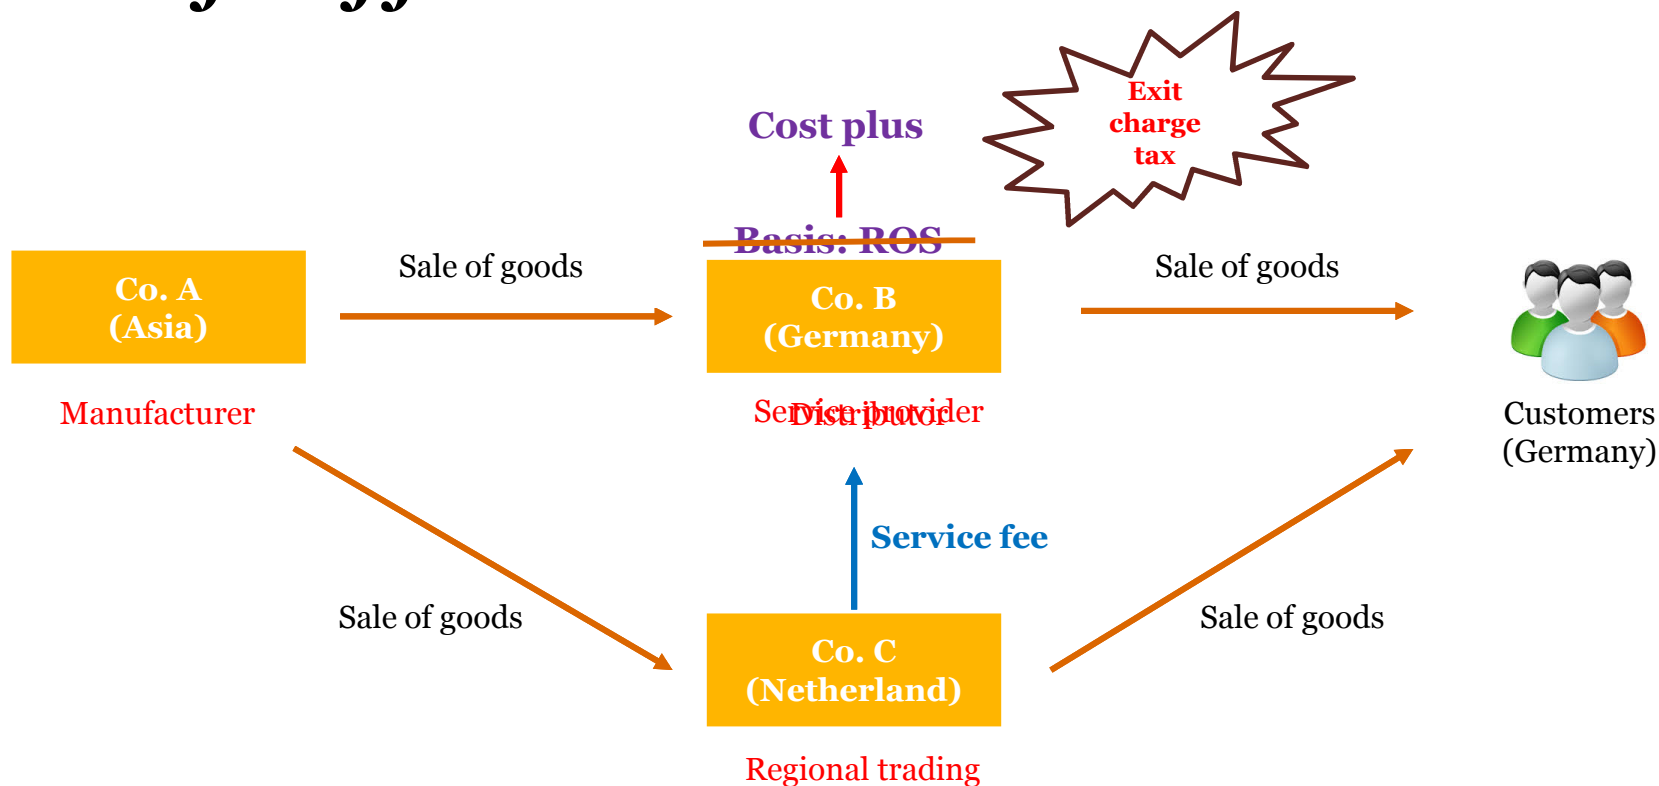 Exit
charge
tax
Cost plus
Basis: ROS
Sale of goods
Sale of goods
Co. A
(Asia)
Co. B
(Germany)
Manufacturer
Service provider
Distributor
Customers
(Germany)
Service fee
Sale of goods
Sale of goods
Co. C
(Netherland)
Regional trading